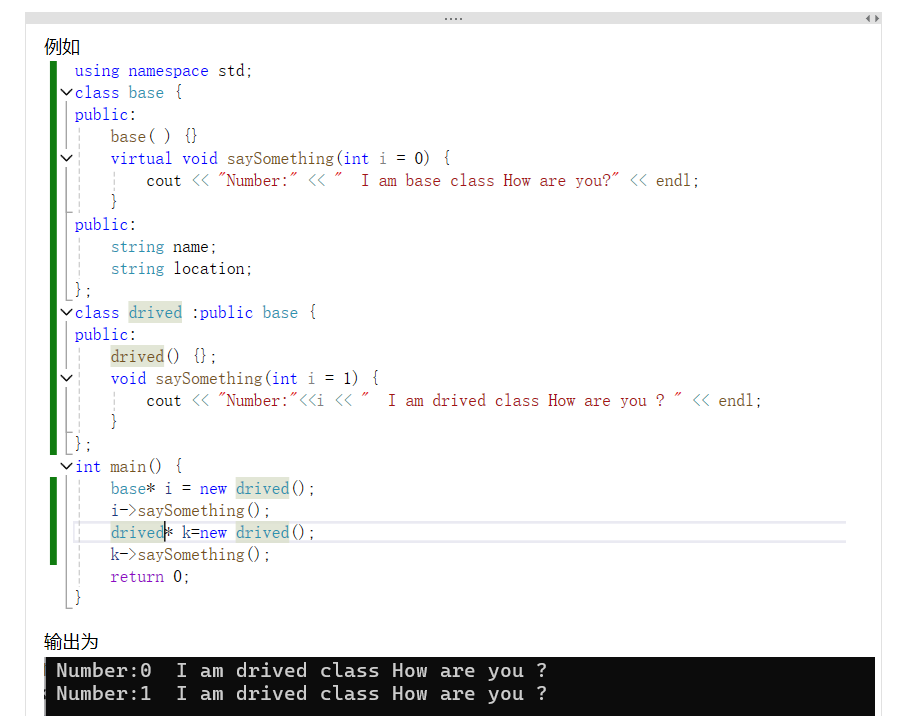 例如
using namespace std;
class base {
public:
base( ) {}
virtual void saySomething(int i = 0) {
cout << "Number:" << "  I am base class How are you?" << endl;
}
public:
string name;
string location;
};
class drived :public base {
public:
drived() {};
void saySomething(int i = 1) {
cout << "Number:"<<i << "  I am drived class How are you ? " << endl;
}
};
int main() {
base* i = new drived();
i->saySomething();
drived* k=new drived();
k->saySomething();
return 0;
}
输出为
Number:0  I am drived class How are you ?
Number:1  I am drived class How are you ?